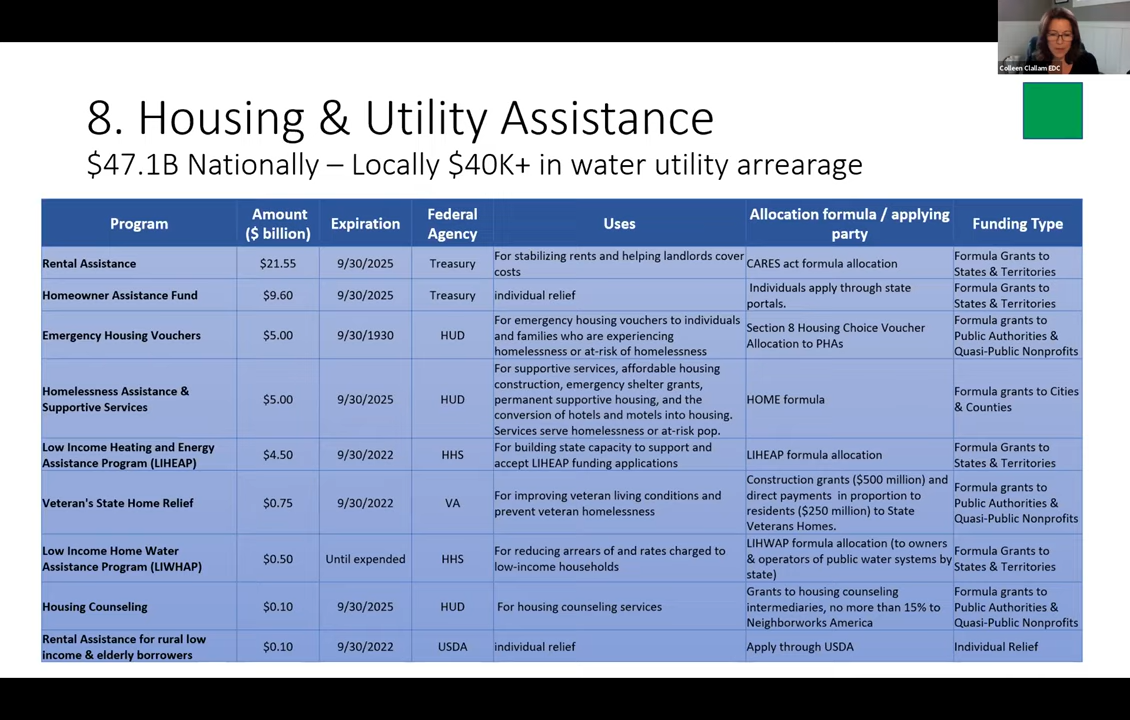 Colleen Clallam EDC
8. Housing & Utility Assistance
$47.1B Nationally – Locally $40K+ in water utility arrearage
Program
Amount
($ billion)
Expiration
Federal
Agency
Uses
Allocation formula / applying
party
Funding Type
Rental Assistance
$21.55
9/30/2025
Treasury
For stabilizing rents and helping landlords cover
costs
CARES act formula allocation
Formula Grants to
States & Territories
Homeowner Assistance Fund
$9.60
9/30/2025
Treasury
individual relief
Individuals apply through state
portals.
Formula Grants to
States & Territories
Emergency Housing Vouchers
$5.00
9/30/1930
HUD
For emergency housing vouchers to individuals
and families who are experiencing
homelessness or at-risk of homelessness
Section 8 Housing Choice Voucher
Allocation to PHAs
Formula grants to
Public Authorities &
Quasi-Public Nonprofits
Homelessness Assistance &
Supportive Services
$5.00
9/30/2025
HUD
For supportive services, affordable housing
construction, emergency shelter grants,
permanent supportive housing, and the
conversion of hotels and motels into housing.
Services serve homelessness or at-risk pop.
HOME formula
Formula grants to Cities
& Counties
Low Income Heating and Energy
Assistance Program (LIHEAP)
$4.50
9/30/2022
HHS
For building state capacity to support and
accept LIHEAP funding applications
LIHEAP formula allocation
Formula Grants to
States & Territories
Veteran's State Home Relief
$0.75
9/30/2022
VA
For improving veteran living conditions and
prevent veteran homelessness
Construction grants ($500 million) and
direct payments in proportion to
residents ($250 million) to State
Veterans Homes.
Formula grants to
Public Authorities &
Quasi-Public Nonprofits
Low Income Home Water
Assistance Program (LIWHAP)
$0.50
Until expended
HHS
For reducing arrears of and rates charged to
low-income households
LIHWAP formula allocation (to owners
& operators of public water systems by
state)
Formula Grants to
States & Territories
Housing Counseling
$0.10
9/30/2025
HUD
For housing counseling services
Grants to housing counseling
intermediaries, no more than 15% to
Neighborworks America
Formula grants to
Public Authorities &
Quasi-Public Nonprofits
Rental Assistance for rural low
income & elderly borrowers
$0.10
9/30/2022
USDA
individual relief
Apply through USDA
Individual Relief